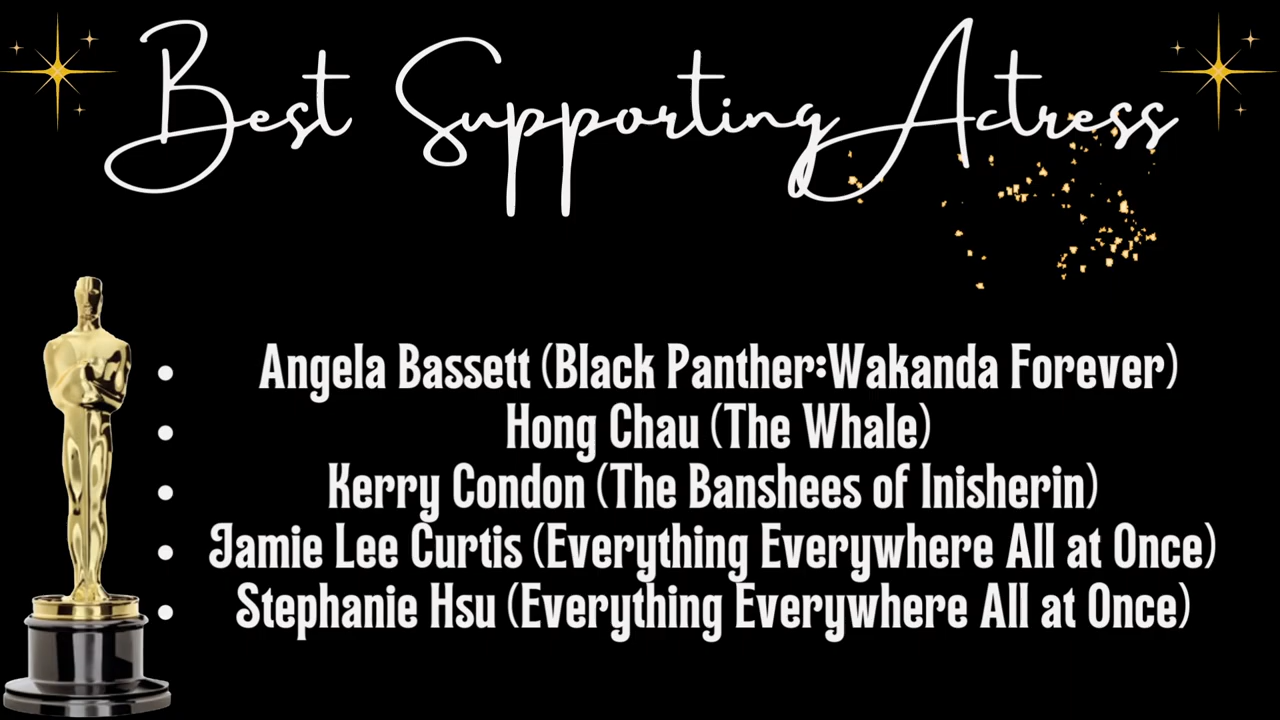 Best Supporting Actress
• Angela Bassett (Black Panther:Wakanda Forever)
• Hong Chau (The Whale)
• Kerry Condon (The Banshees of Inisherin)
• Jamie Lee Curtis (Everything Everywhere All at Once)
• Stephanie Hsu (Everything Everywhere All at Once)